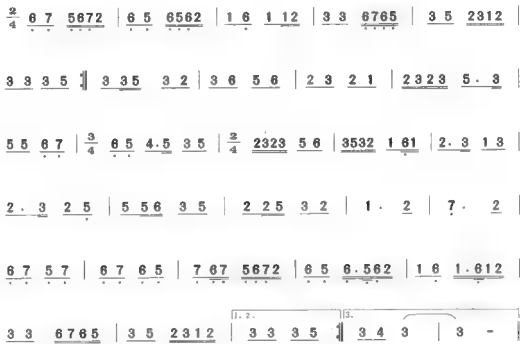 2/4 6 7 5672 | 6 5 6562 | 1 6 1 12 | 3 3 6765 | 3 5 2312 |
3 3 3 5 :‖ 3 35 3 2 | 3 6 5 6 | 2 3 2 1 | 2323 5 · 3 |
5 5 6 7 | 3/4 6 5 4·5 3 5 | 2/4 2323 5 6 | 3532 1 61 | 2· 3 1 3 |
2 · 3 2 5 | 5 56 3 5 | 2 25 3 2 | 1 · 2 | 7 · 2 |
6 7 5 7 | 6 7 6 5 | 7 67 5672 | 6 5 6·562 | 1 6 1·612 |
3 3 6765 | 3 5 2312 | 1.2. 3 3 3 5 :‖ 3. 3 4 3 | 3 - ‖